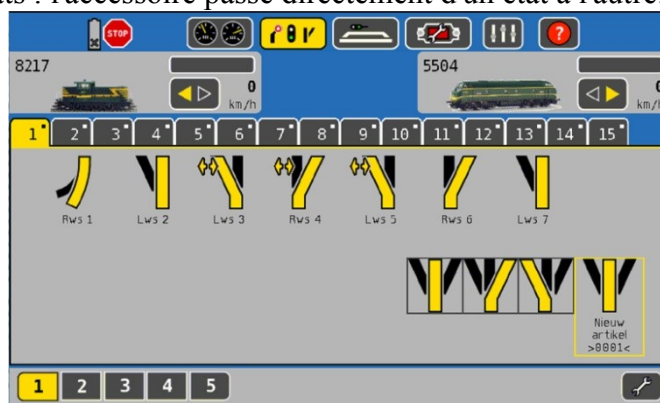 ats : l'accessoire passe directement d'un état à l'autre.
STOP ?
8217 5504
0 0
km/h km/h
1 2 3 4 5 6 7 8 9 10 11 12 13 14 15
Rws 1 Lws 2 Lws 3 Rws 4 Lws 5 Rws 6 Lws 7
Nieuw
artikel
>0001<
1 2 3 4 5